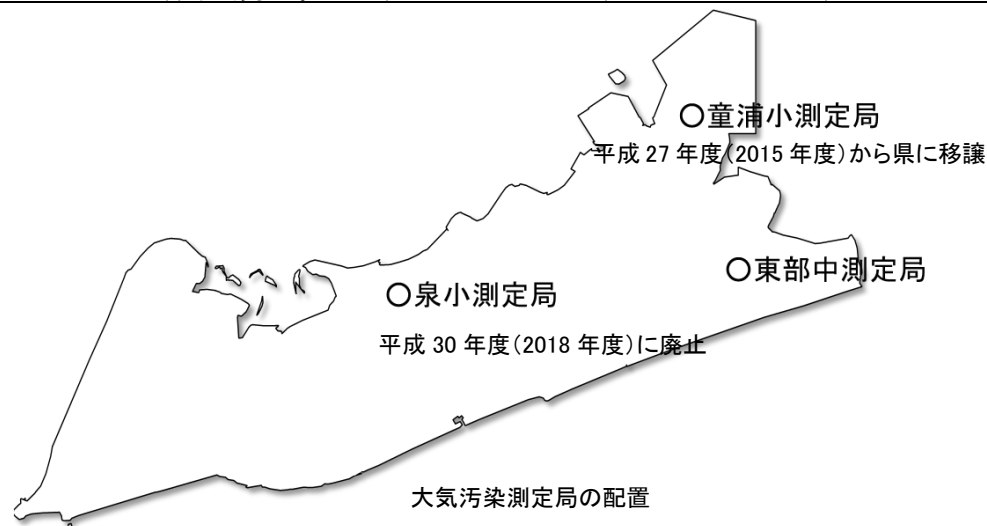 ○童浦小測定局
平成 27 年度(2015 年度)から県に移譲
○東部中測定局
○泉小測定局
平成 30 年度(2018 年度)に廃止
大気汚染測定局の配置